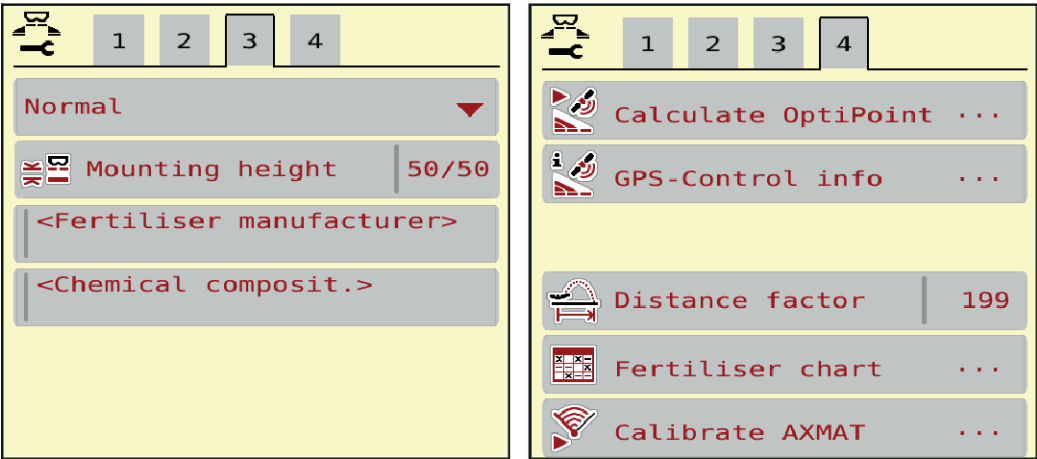 1 2 3 4
Normal
Mounting height 50/50
<Fertiliser manufacturer>
<Chemical composit.>
1 2 3 4
Calculate OptiPoint ...
i GPS-Control info ...
Distance factor 199
Fertiliser chart ...
Calibrate AXMAT ...